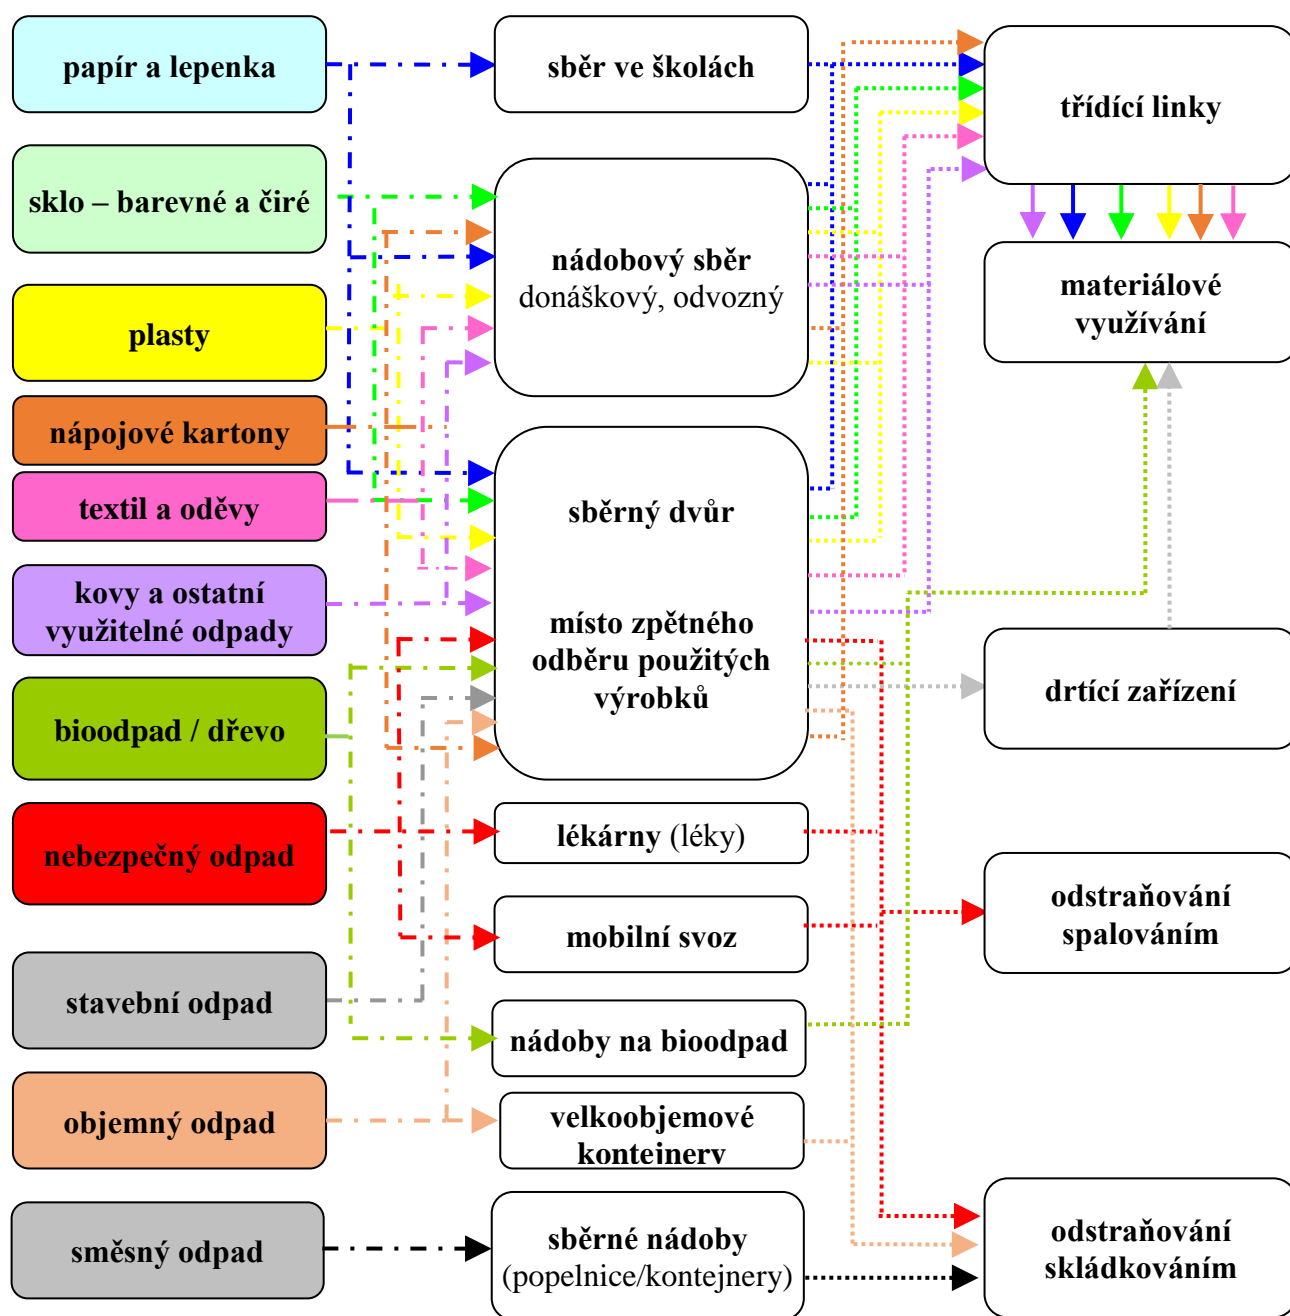 papír a lepenka
sklo – barevné a čiré
plasty
nápojové kartony
textil a oděvy
kovy a ostatní
využitelné odpady
bioodpad / dřevo
nebezpečný odpad
stavební odpad
objemný odpad
směsný odpad
sběr ve školách
nádobový sběr
donáškový, odvozný
sběrný dvůr
místo zpětného
odběru použitých
výrobků
lékárny (léky)
mobilní svoz
nádoby na bioodpad
velkoobjemové
kontejnery
sběrné nádoby
(popelnice/kontejnery)
třídící linky
materiálové
využívání
drtící zařízení
odstraňování
spalováním
odstraňování
skládkováním